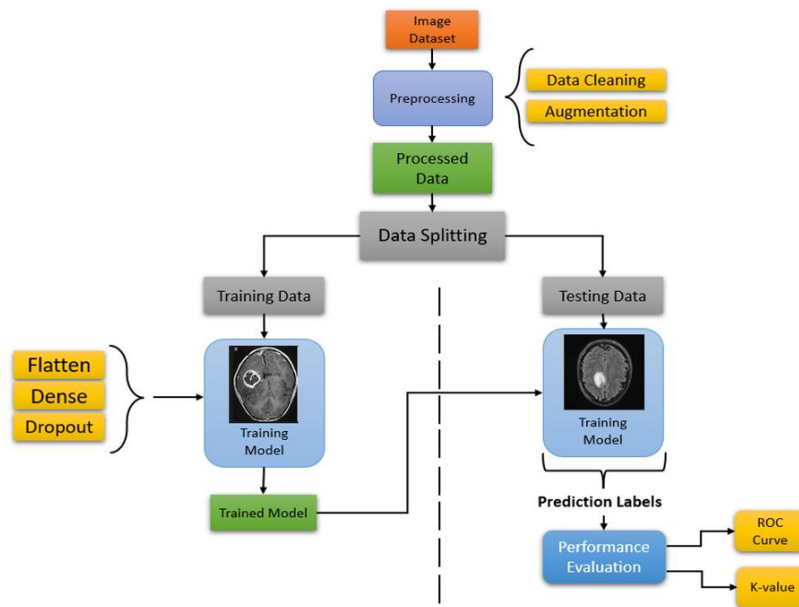 Image
Dataset
Preprocessing
Data Cleaning
Augmentation
Processed
Data
Data Splitting
Training Data
Testing Data
Flatten
Dense
Dropout
Training
Model
Training
Model
Trained Model
Prediction Labels
Performance
Evaluation
ROC
Curve
K-value